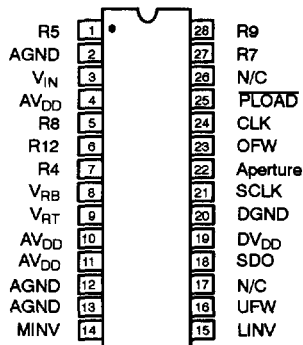 R5 1 28 R9
AGND 2 27 R7
VIN 3 26 N/C
AVDD 4 25 PLOAD
R8 5 24 CLK
R12 6 23 OFW
R4 7 22 Aperture
VRB 8 21 SCLK
VRT 9 20 DGND
AVDD 10 19 DVDD
AVDD 11 18 SDO
AGND 12 17 N/C
AGND 13 16 UFW
MINV 14 15 LINV